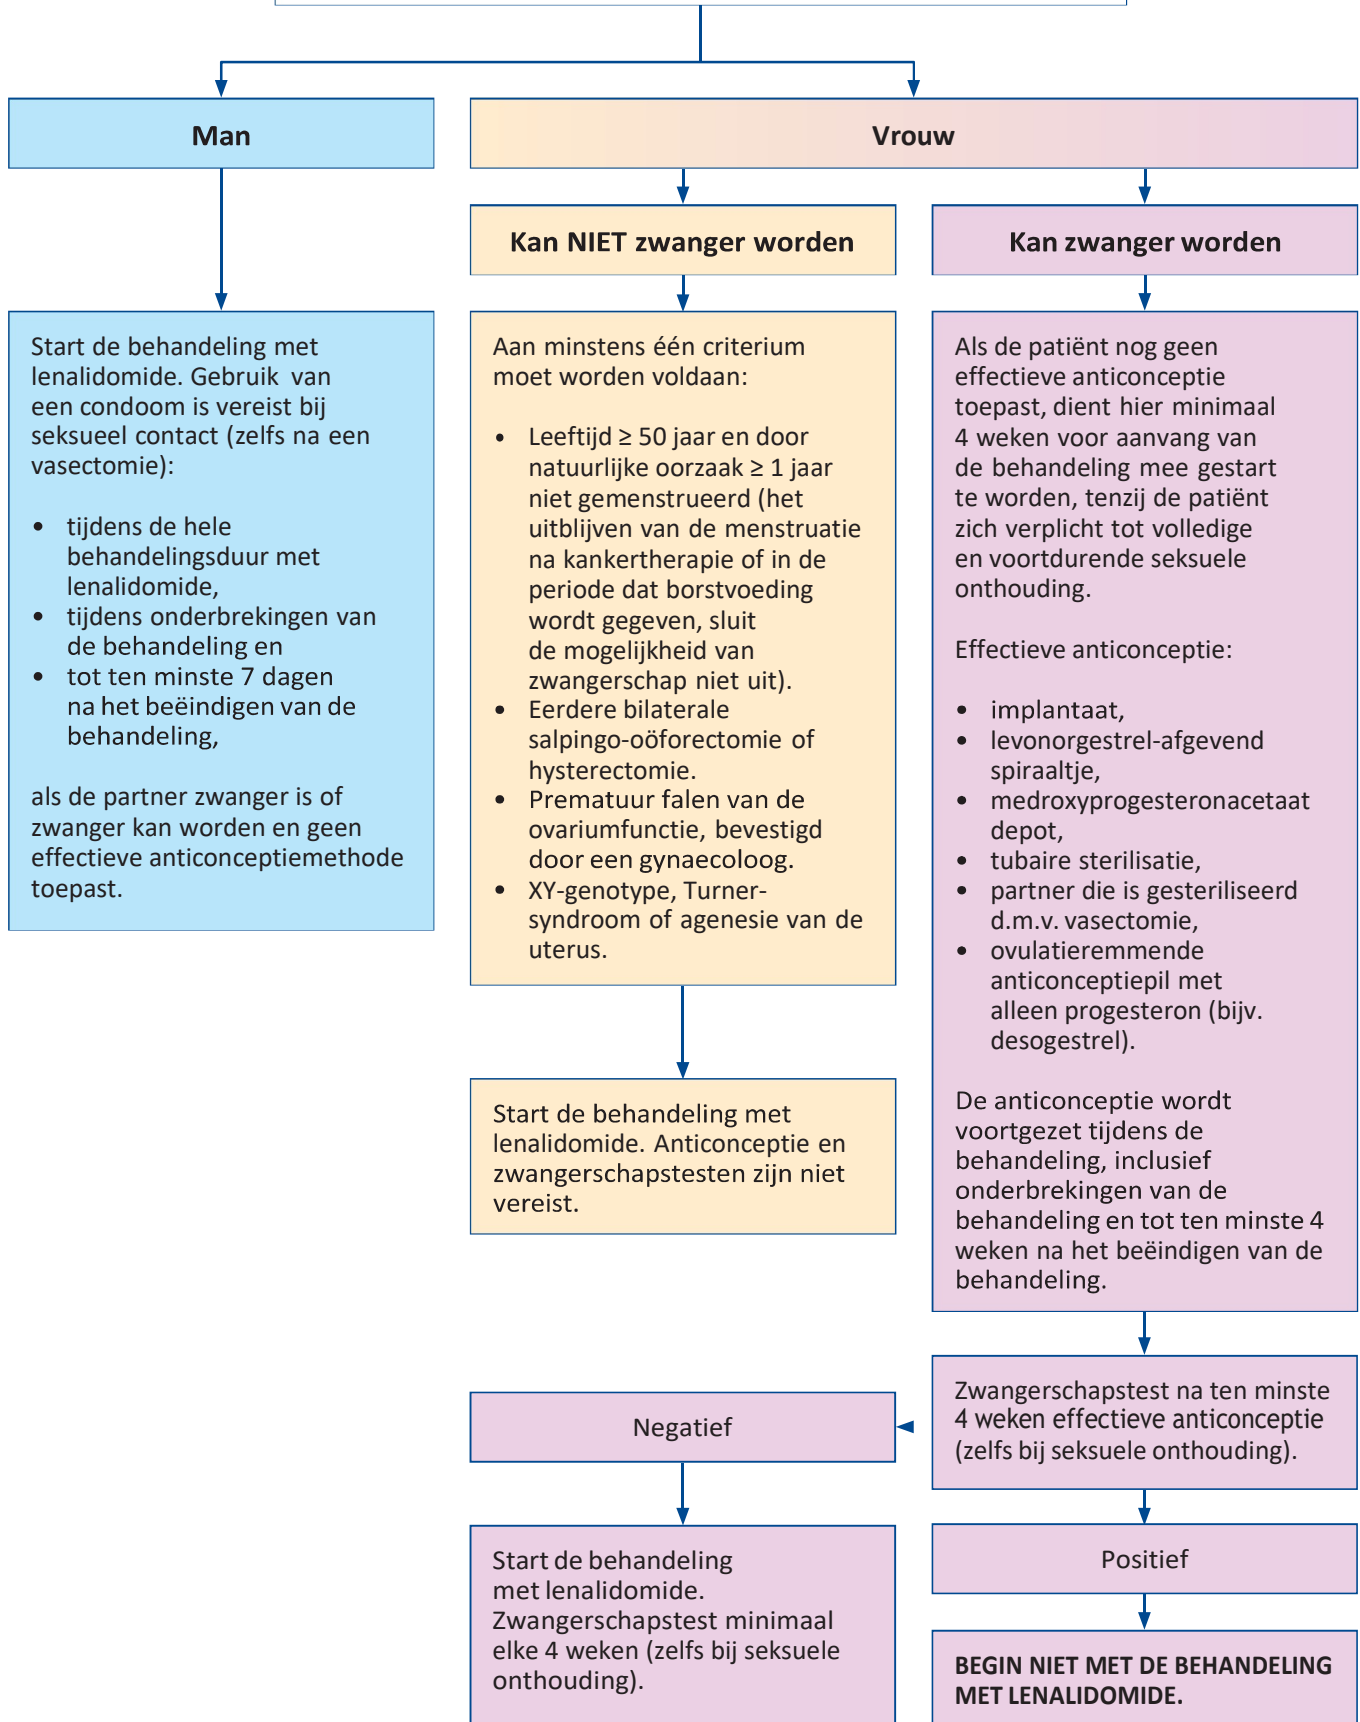 Man
Vrouw
Kan NIET zwanger worden
Kan zwanger worden
Start de behandeling met
lenalidomide. Gebruik van
een condoom is vereist bij
seksueel contact (zelfs na een
vasectomie):
• tijdens de hele
behandelingsduur met
lenalidomide,
• tijdens onderbrekingen van
de behandeling en
• tot ten minste 7 dagen
na het beëindigen van de
behandeling,
als de partner zwanger is of
zwanger kan worden en geen
effectieve anticonceptiemethode
toepast.
Aan minstens één criterium
moet worden voldaan:
• Leeftijd ≥ 50 jaar en door
natuurlijke oorzaak ≥ 1 jaar
niet gemenstrueerd (het
uitblijven van de menstruatie
na kankertherapie of in de
periode dat borstvoeding
wordt gegeven, sluit
de mogelijkheid van
zwangerschap niet uit).
• Eerdere bilaterale
salpingo-oöforectomie of
hysterectomie.
• Prematuur falen van de
ovariumfunctie, bevestigd
door een gynaecoloog.
• XY-genotype, Turner-
syndroom of agenesie van de
uterus.
Start de behandeling met
lenalidomide. Anticonceptie en
zwangerschapstesten zijn niet
vereist.
Als de patiënt nog geen
effectieve anticonceptie
toepast, dient hier minimaal
4 weken voor aanvang van
de behandeling mee gestart
te worden, tenzij de patiënt
zich verplicht tot volledige
en voortdurende seksuele
onthouding.
Effectieve anticonceptie:
• implantaat,
• levonorgestrel-afgevend
spiraaltje,
• medroxyprogesteronacetaat
depot,
• tubaire sterilisatie,
• partner die is gesteriliseerd
d.m.v. vasectomie,
• ovulatieremmende
anticonceptiepil met
alleen progesteron (bijv.
desogestrel).
De anticonceptie wordt
voortgezet tijdens de
behandeling, inclusief
onderbrekingen van de
behandeling en tot ten minste 4
weken na het beëindigen van de
behandeling.
Zwangerschapstest na ten minste
4 weken effectieve anticonceptie
(zelfs bij seksuele onthouding).
Negatief
Start de behandeling
met lenalidomide.
Zwangerschapstest minimaal
elke 4 weken (zelfs bij seksuele
onthouding).
Positief
BEGIN NIET MET DE BEHANDELING
MET LENALIDOMIDE.